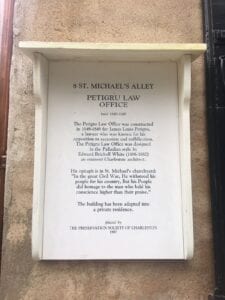 8 ST. MICHAEL'S ALLEY
PETIGRU LAW
OFFICE
The Petigru Law Office was constructed
in 1848-1849 for James Louis Petigru,
a lawyer who was known for his
opposition to secession and nullification.
The Petigru Law Office was designed
in the Palladian style by
Edward Brickell White (1806-1882)
an eminent Charleston architect.
His epitaph is in St. Michael's churchyard:
"In the great Civil War, He withstood his
people for his country, But his People
did homage to the man who held his
conscience higher than their praise."
The building has been adapted into
a private residence.
placed by
THE PRESERVATION SOCIETY OF CHARLESTON